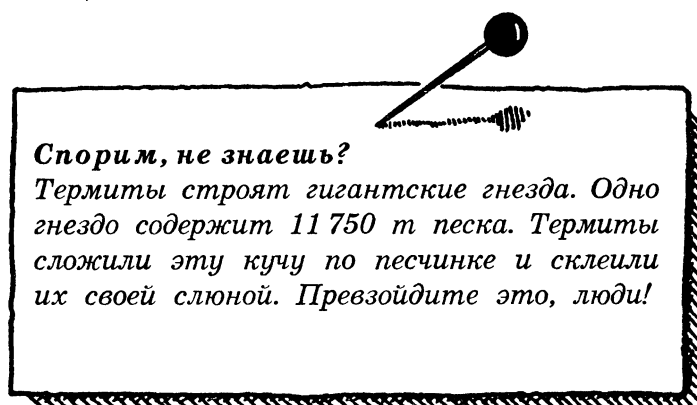 Спорим, не знаешь?
Термиты строят гигантские гнезда. Одно
гнездо содержит 11 750 т песка. Термиты
сложили эту кучу по песчинке и склеили
их своей слюной. Превзойдите это, люди!